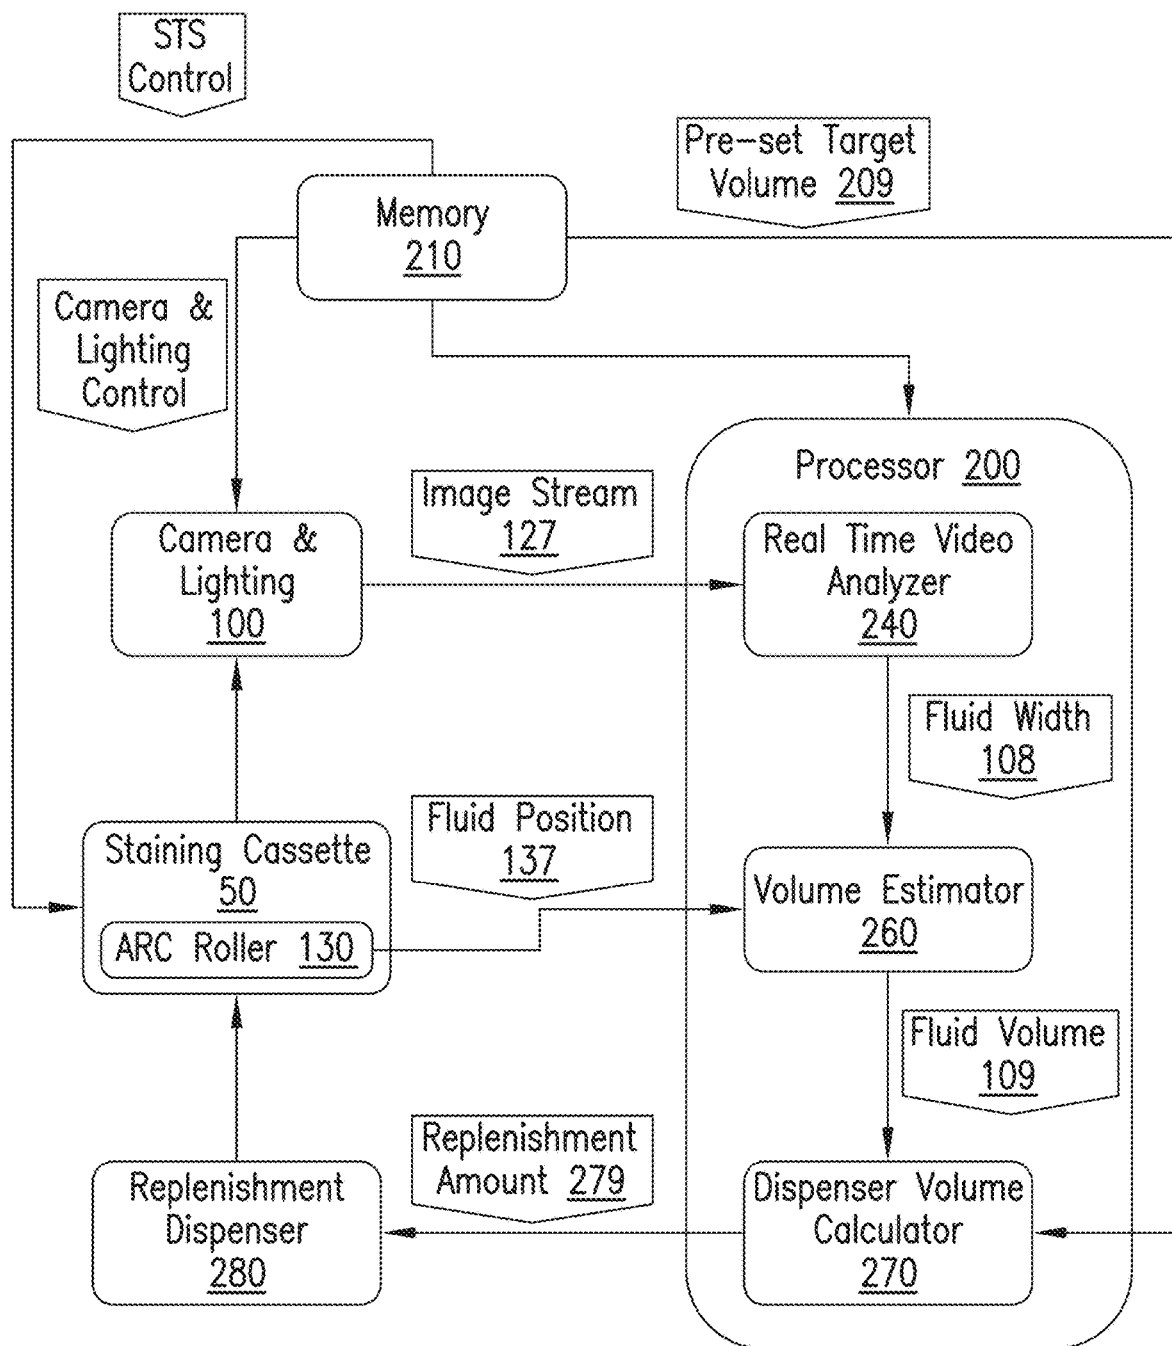 STS
Control
Pre-set Target
Volume 209
Memory
210
Camera &
Lighting
Control
Processor 200
Image Stream
127
Camera &
Lighting
100
Real Time Video
Analyzer
240
Fluid Width
108
Fluid Position
137
Staining Cassette
50
ARC Roller 130
Volume Estimator
260
Fluid Volume
109
Replenishment
Amount 279
Replenishment
Dispenser
280
Dispenser Volume
Calculator
270